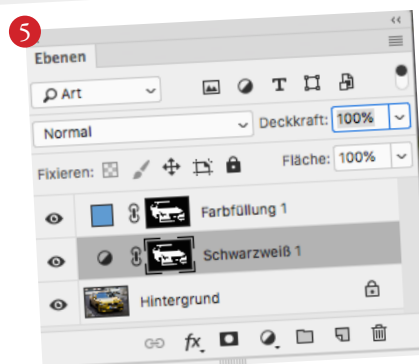 5
Ebenen
Art
Normal Deckkraft: 100%
Fixieren: Fläche: 100%
Farbfüllung 1
Schwarzweiß 1
Hintergrund
fx